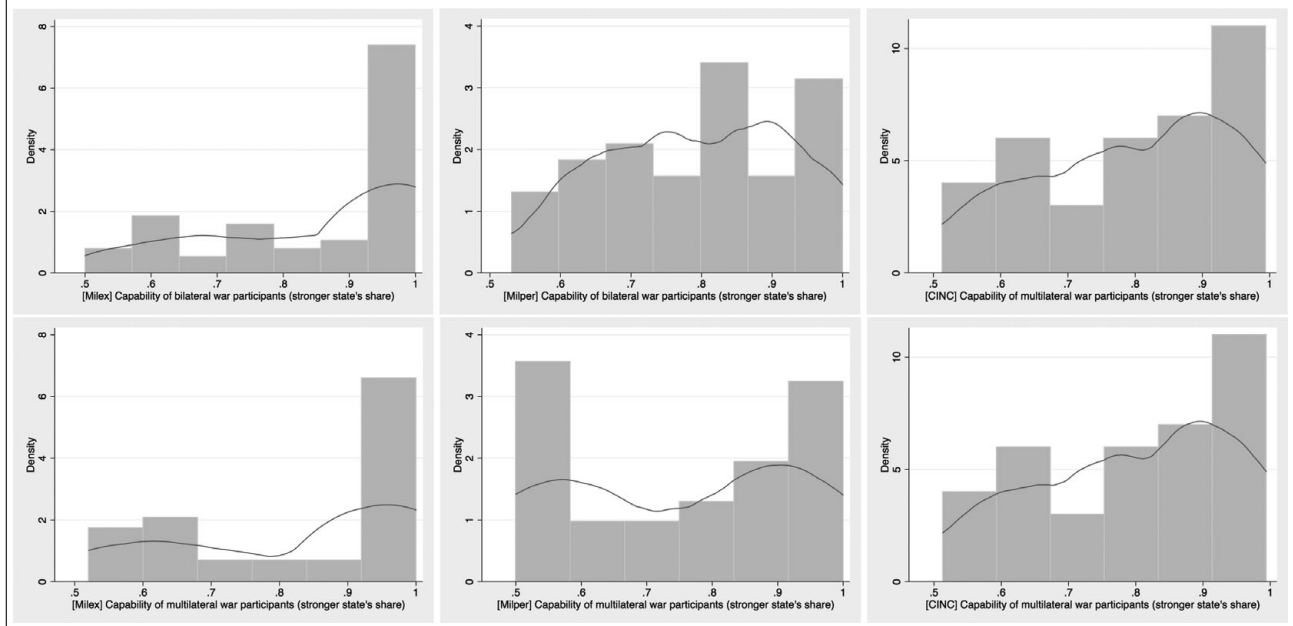 Density
0 2 4 6 8
.5 .6 .7 .8 .9 1
[Milex] Capability of bilateral war participants (stronger state's share)
Density
0 1 2 3 4
.5 .6 .7 .8 .9 1
[Milper] Capability of bilateral war participants (stronger state's share)
Density
0 5 10
.5 .6 .7 .8 .9 1
[CINC] Capability of multilateral war participants (stronger state's share)
Density
0 2 4 6 8
.5 .6 .7 .8 .9 1
[Milex] Capability of multilateral war participants (stronger state's share)
Density
0 1 2 3 4
.5 .6 .7 .8 .9 1
[Milper] Capability of multilateral war participants (stronger state's share)
Density
0 5 10
.5 .6 .7 .8 .9 1
[CINC] Capability of multilateral war participants (stronger state's share)